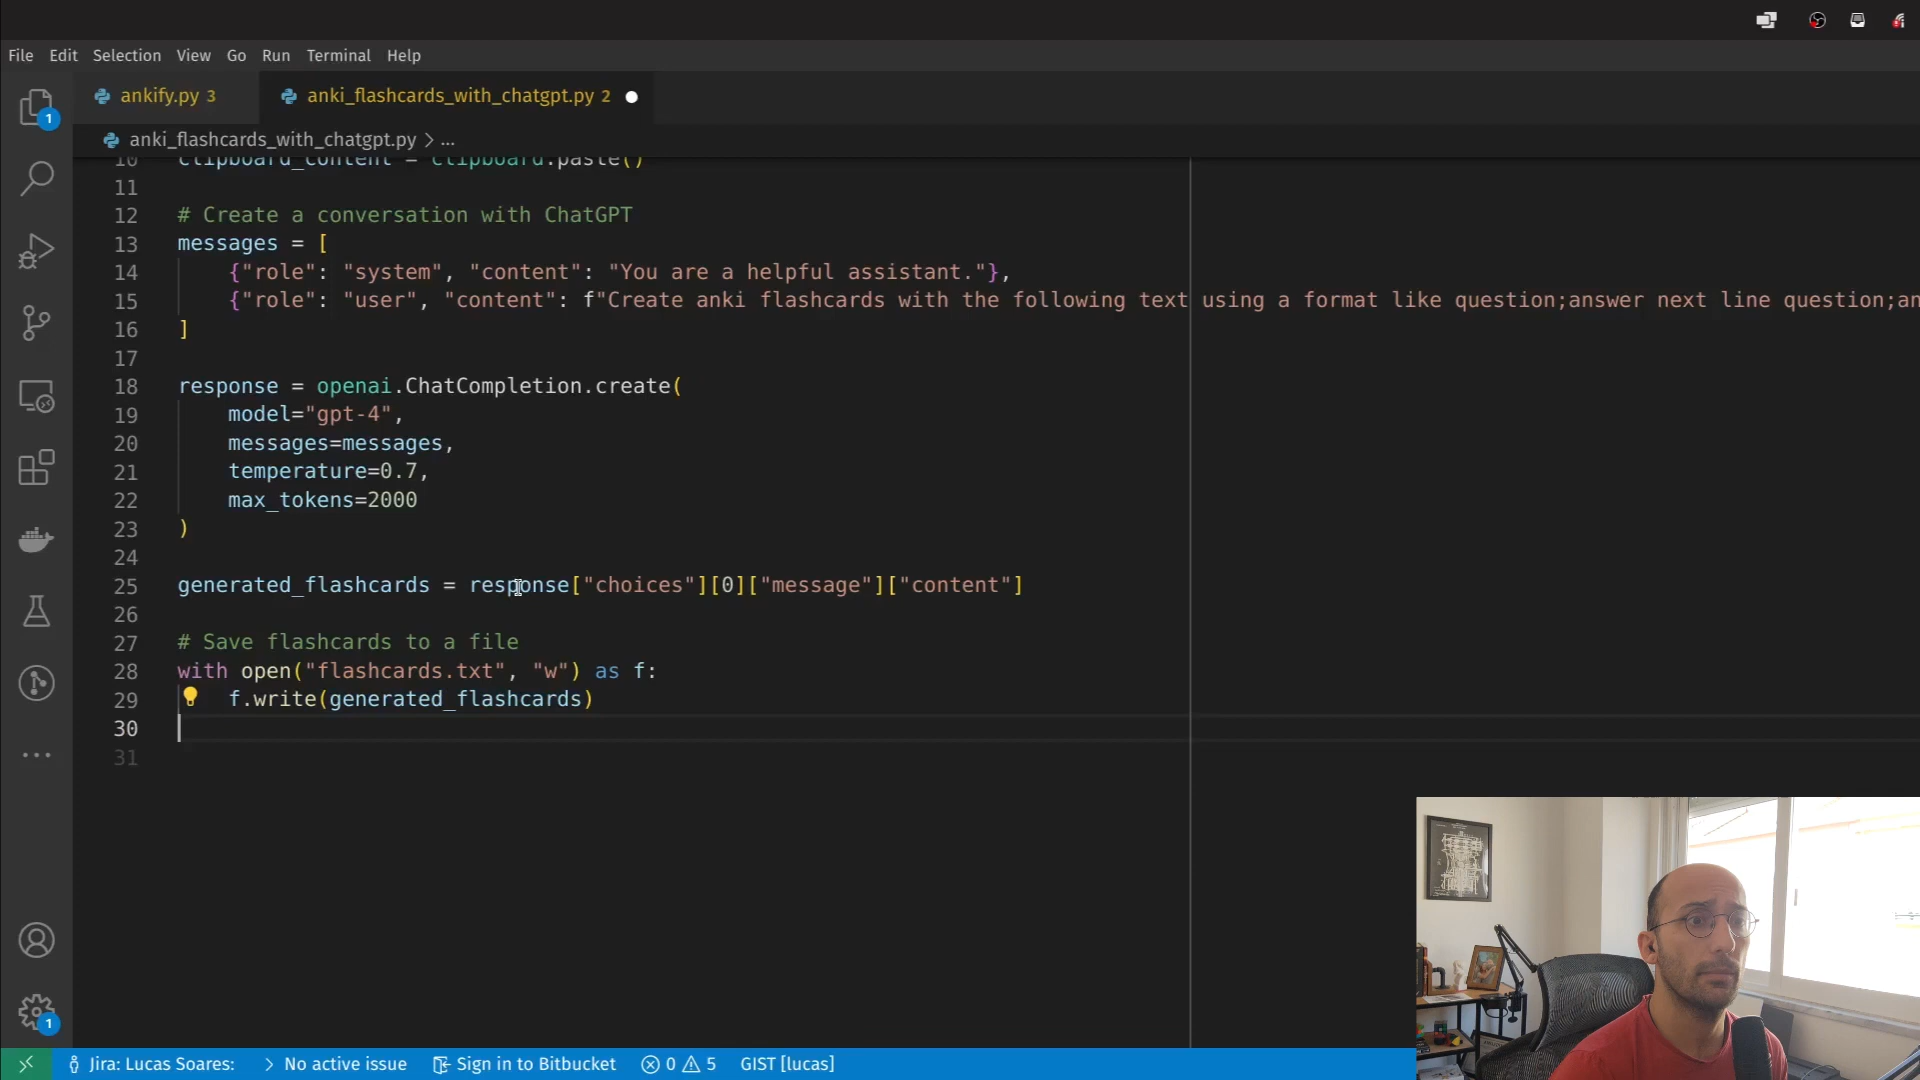 File Edit Selection View Go Run Terminal Help
ankify.py 3 anki_flashcards_with_chatgpt.py 2
anki_flashcards_with_chatgpt.py > ...
10 clipboard_content = clipboard.paste()
11
12 # Create a conversation with ChatGPT
13 messages = [
14 {"role": "system", "content": "You are a helpful assistant."},
15 {"role": "user", "content": f"Create anki flashcards with the following text using a format like question;answer next line question;an
16 ]
17
18 response = openai.ChatCompletion.create(
19 model="gpt-4",
20 messages=messages,
21 temperature=0.7,
22 max_tokens=2000
23 )
24
25 generated_flashcards = response["choices"][0]["message"]["content"]
26
27 # Save flashcards to a file
28 with open("flashcards.txt", "w") as f:
29 f.write(generated_flashcards)
30
31
1
1
Jira: Lucas Soares: > No active issue Sign in to Bitbucket 0 5 GIST [lucas]